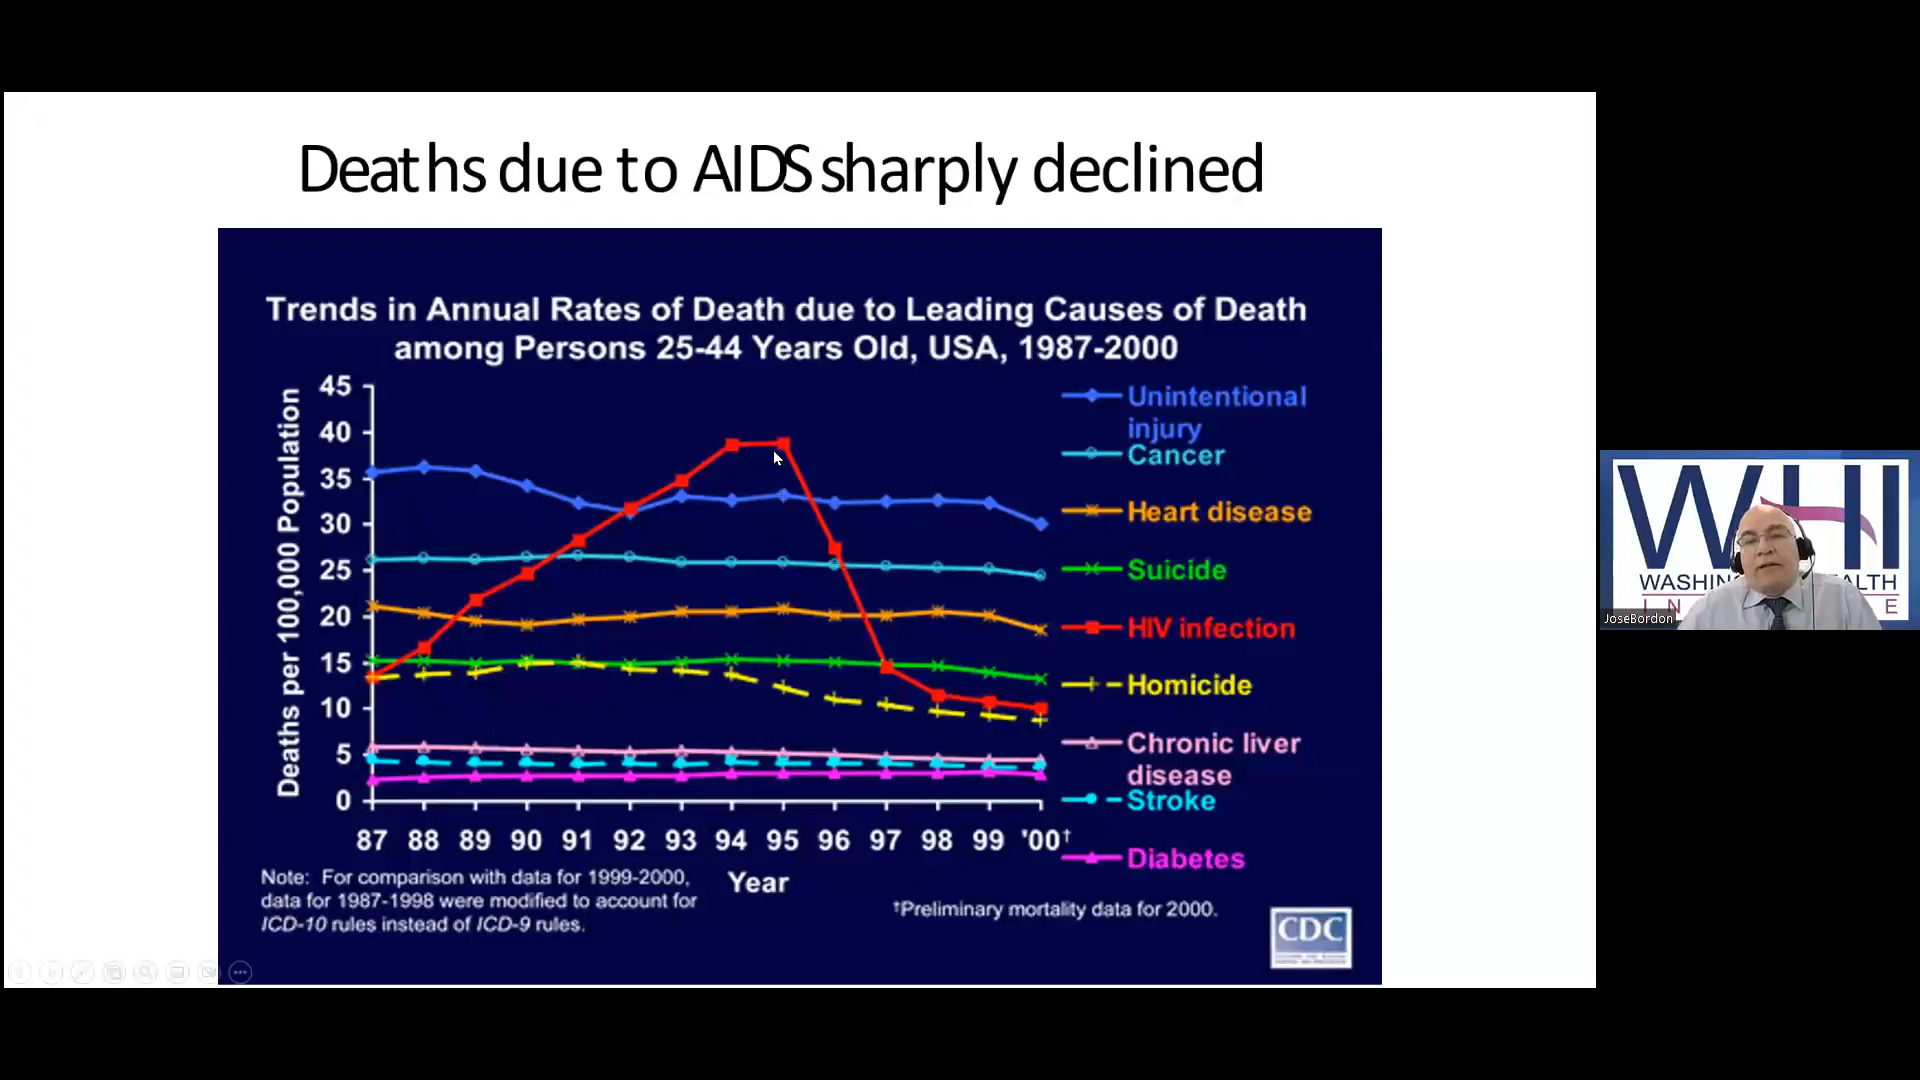 Deaths due to AIDS sharply declined
Trends in Annual Rates of Death due to Leading Causes of Death
among Persons 25-44 Years Old, USA, 1987-2000
Deaths per 100,000 Population
45
40
35
30
25
20
15
10
5
0
87 88 89 90 91 92 93 94 95 96 97 98 99 '00†
Year
Unintentional
injury
Cancer
Heart disease
Suicide
HIV infection
Homicide
Chronic liver
disease
Stroke
Diabetes
Note: For comparison with data for 1999-2000,
data for 1987-1998 were modified to account for
ICD-10 rules instead of ICD-9 rules.
†Preliminary mortality data for 2000.
CDC
WHI
JoseBordon